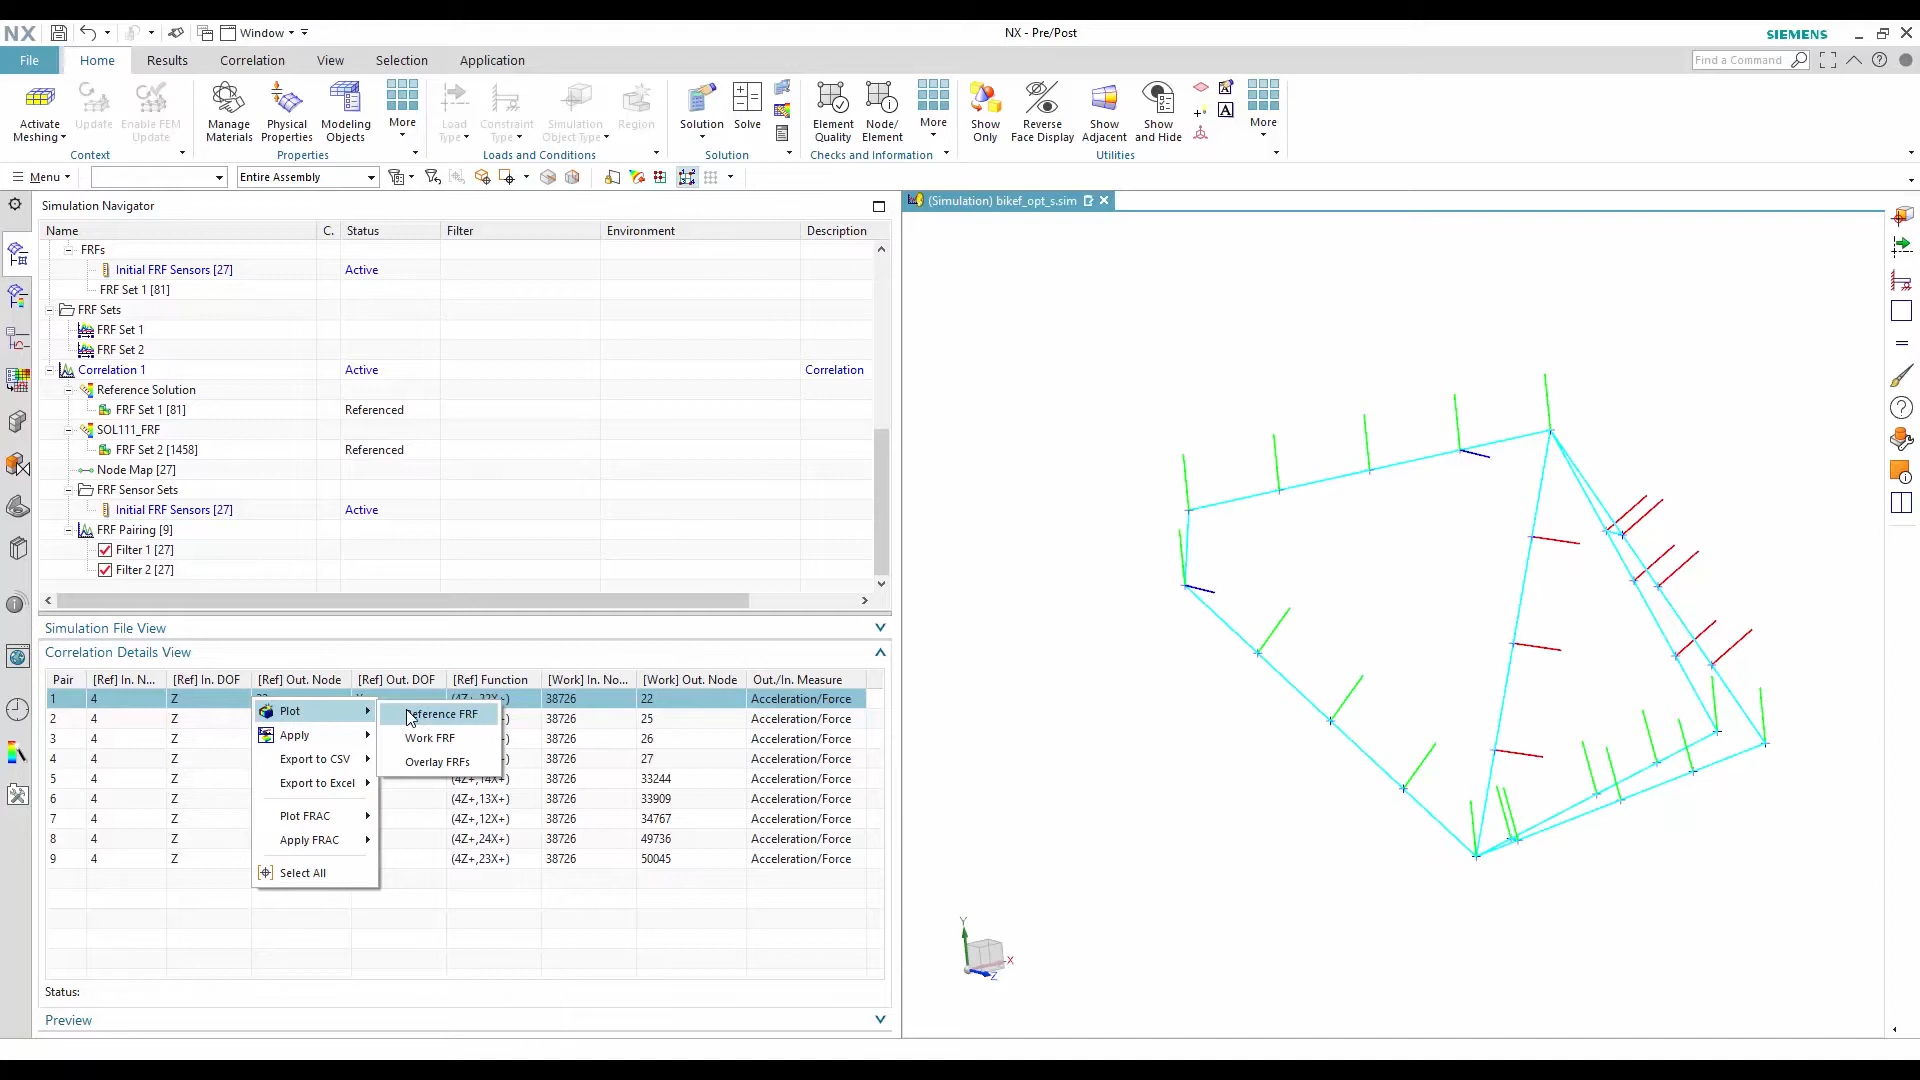 NX Window NX - Pre/Post SIEMENS
File Home Results Correlation View Selection Application Find a Command
Activate Meshing Update Enable FEM Update Manage Materials Physical Properties Modeling Objects More Load Type Constraint Type Simulation Object Type Region Solution Solve Element Quality Node/ Element More Show Only Reverse Face Display Show Adjacent Show and Hide A More
Context Properties Loads and Conditions Solution Checks and Information Utilities
Menu Entire Assembly
Simulation Navigator
(Simulation) bikef_opt_s.sim
Name C. Status Filter Environment Description
FRFs
Initial FRF Sensors [27] Active
FRF Set 1 [81]
FRF Sets
FRF Set 1
FRF Set 2
Correlation 1 Active Correlation
Reference Solution
FRF Set 1 [81] Referenced
SOL111_FRF
FRF Set 2 [1458] Referenced
Node Map [27]
FRF Sensor Sets
Initial FRF Sensors [27] Active
FRF Pairing [9]
Filter 1 [27]
Filter 2 [27]
Simulation File View
Correlation Details View
Pair [Ref] In. N... [Ref] In. DOF [Ref] Out. Node [Ref] Out. DOF [Ref] Function [Work] In. No... [Work] Out. Node Out./In. Measure
1 4 Z 38726 22 Acceleration/Force
2 4 Z 38726 25 Acceleration/Force
3 4 Z 38726 26 Acceleration/Force
4 4 Z 38726 27 Acceleration/Force
5 4 Z 38726 33244 Acceleration/Force
6 4 Z (4Z+,13X+) 38726 33909 Acceleration/Force
7 4 Z (4Z+,12X+) 38726 34767 Acceleration/Force
8 4 Z (4Z+,24X+) 38726 49736 Acceleration/Force
9 4 Z (4Z+,23X+) 38726 50045 Acceleration/Force
Plot
Apply
Export to CSV
Export to Excel
Plot FRAC
Apply FRAC
Select All
Reference FRF
Work FRF
Overlay FRFs
Status:
Preview
Y
X
Z